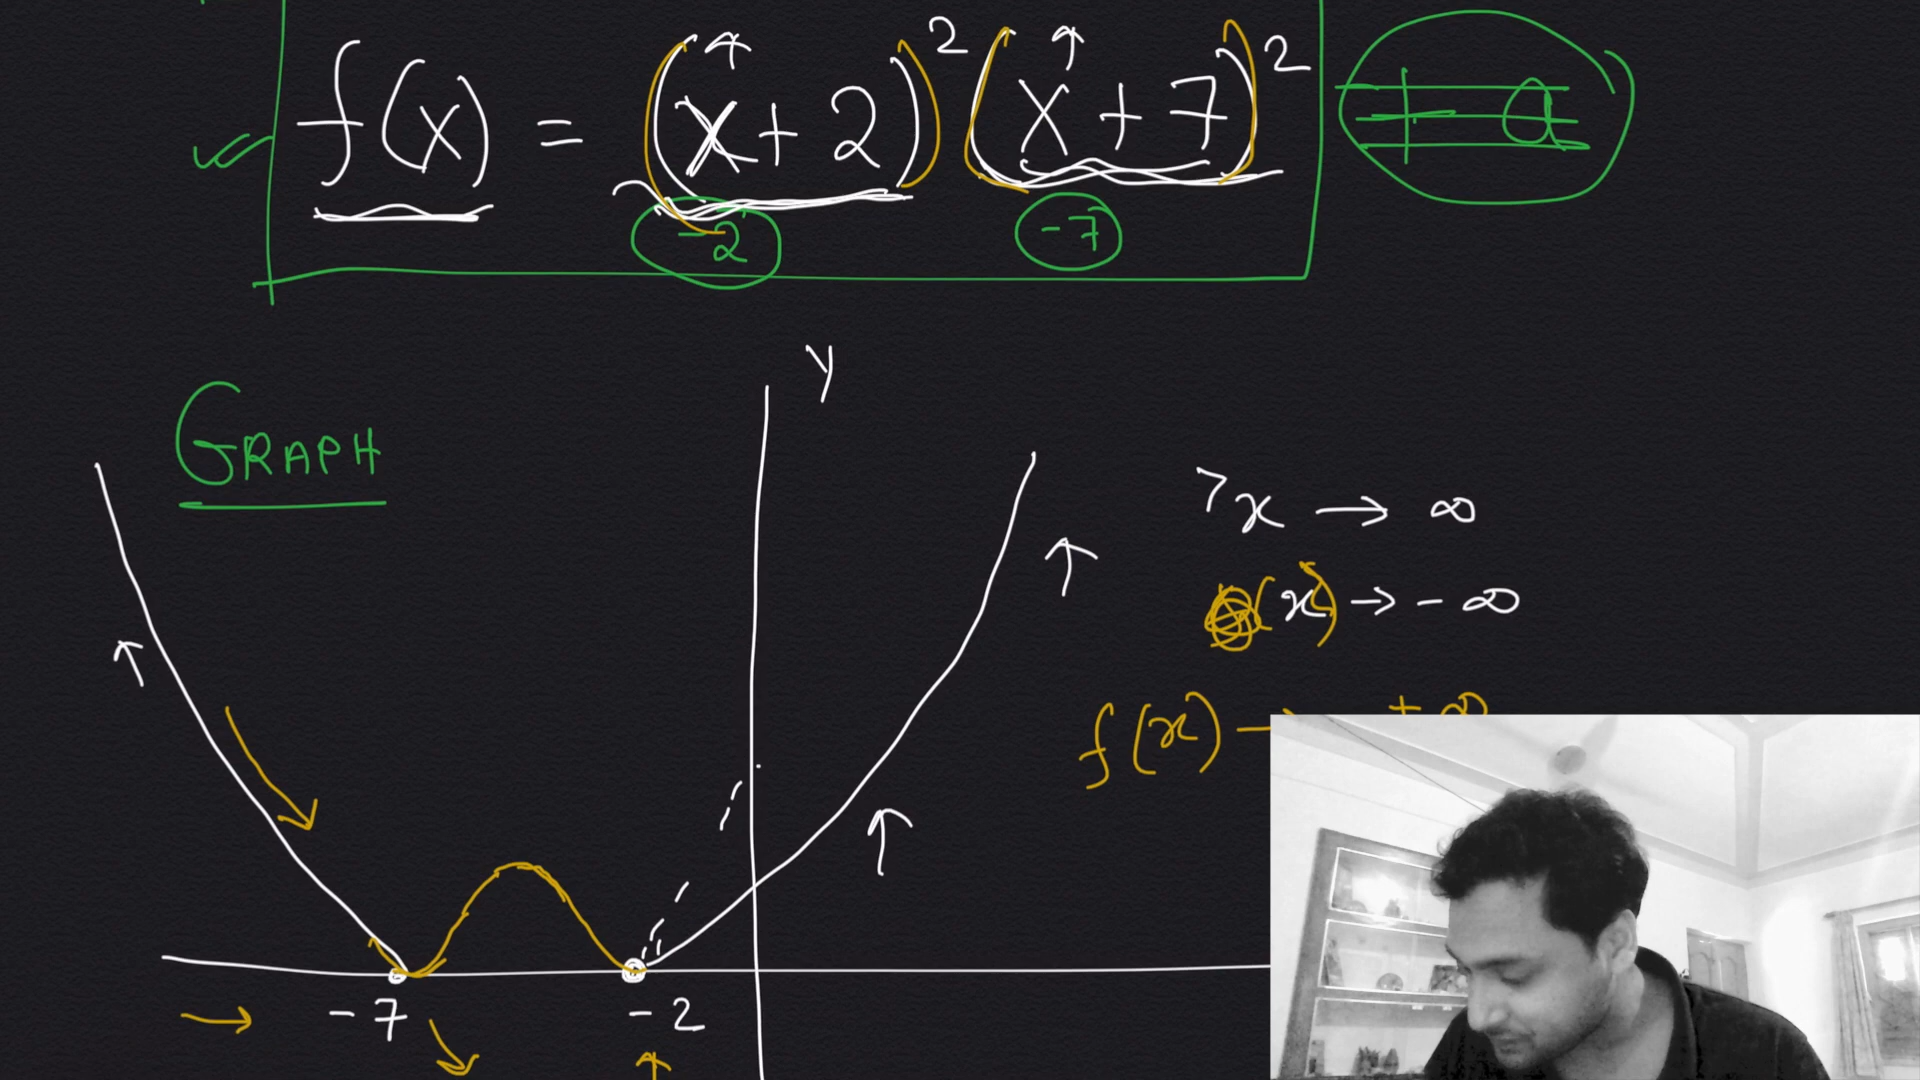 f(x) = (x+2)² (x+7)² + a
-2 -7
y
GRAPH
x → ∞
(x) → - ∞
f(x) → + ∞
-7 -2